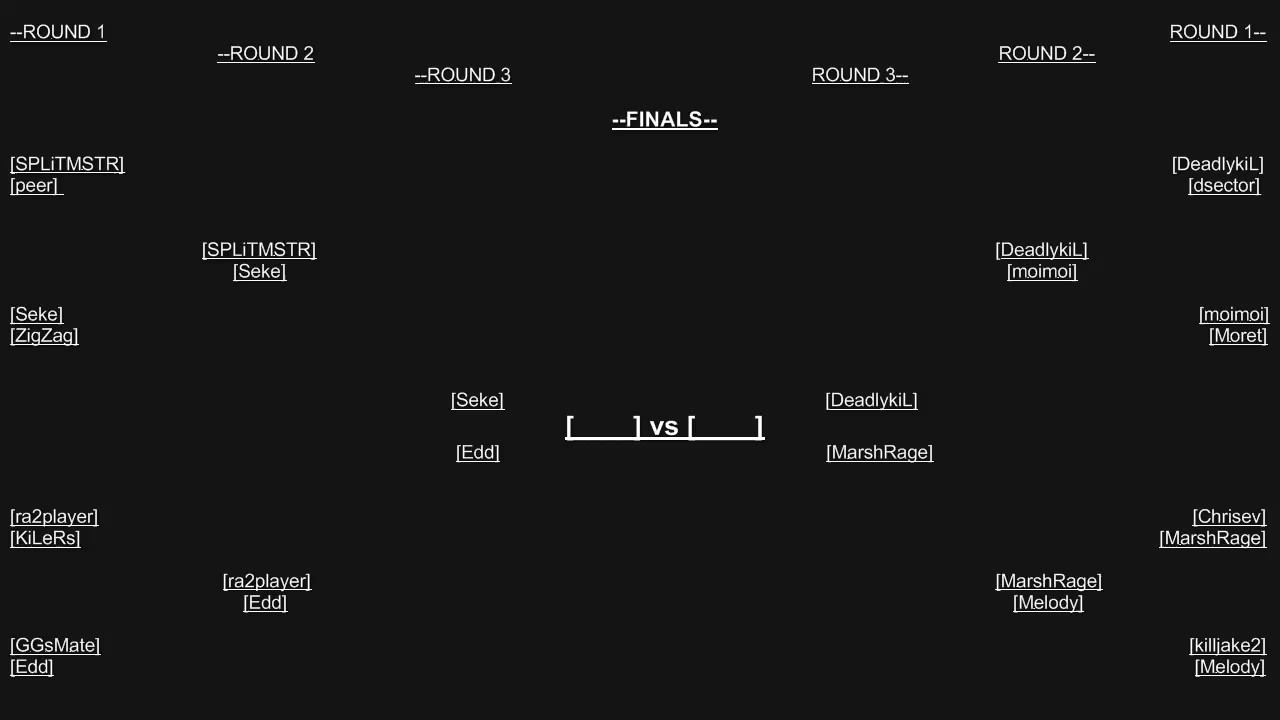 --ROUND 1
ROUND 1--
--ROUND 2
ROUND 2--
--ROUND 3
ROUND 3--
--FINALS--
[SPLiTMSTR]
[DeadlykiL]
[peer]
[dsector]
[SPLiTMSTR]
[DeadlykiL]
[Seke]
[moimoi]
[Seke]
[moimoi]
[ZigZag]
[Moret]
[Seke]
[DeadlykiL]
[____] vs [____]
[Edd]
[MarshRage]
[ra2player]
[Chrisev]
[KiLeRs]
[MarshRage]
[ra2player]
[MarshRage]
[Edd]
[Melody]
[GGsMate]
[killjake2]
[Edd]
[Melody]